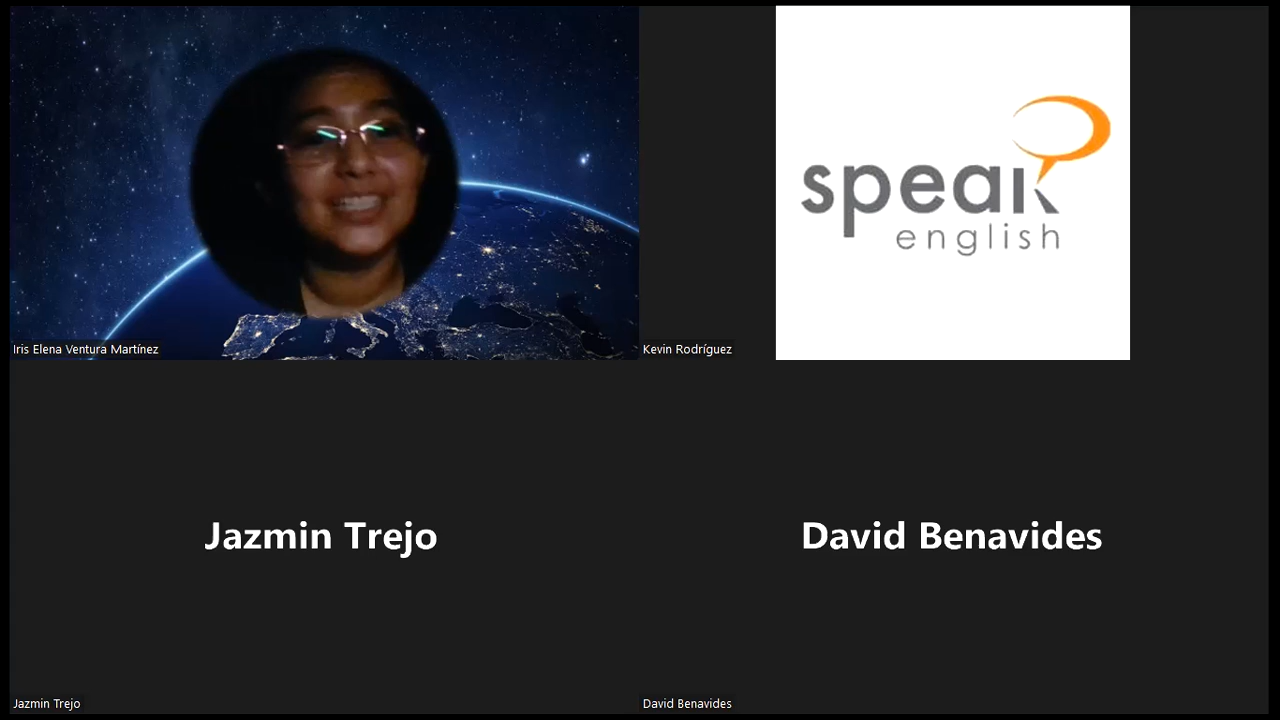 Iris Elena Ventura Martínez
speak
english
Kevin Rodríguez
Jazmin Trejo
David Benavides
Jazmin Trejo
David Benavides